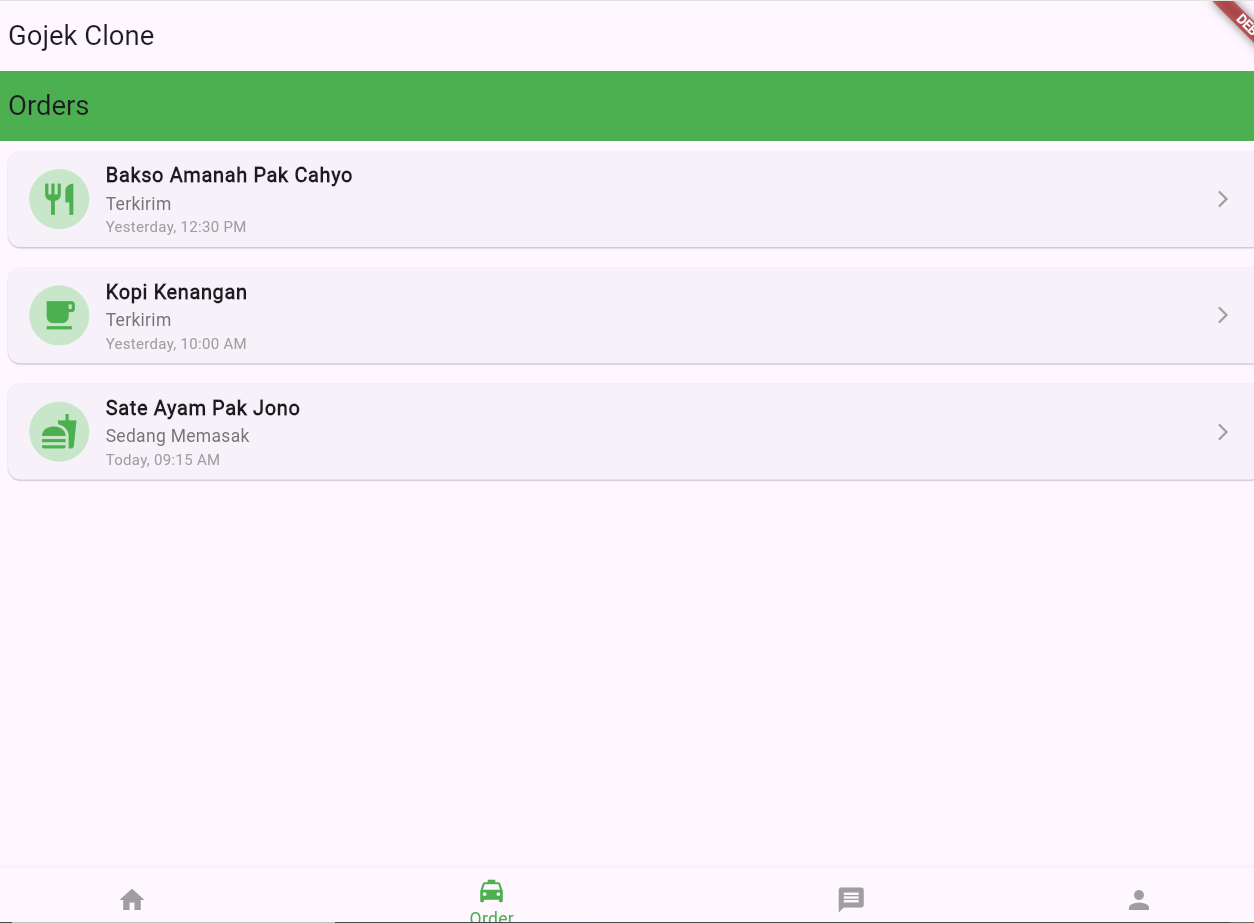 Gojek Clone
Orders
Bakso Amanah Pak Cahyo
Terkirim
Yesterday, 12:30 PM
Kopi Kenangan
Terkirim
Yesterday, 10:00 AM
Sate Ayam Pak Jono
Sedang Memasak
Today, 09:15 AM
Order